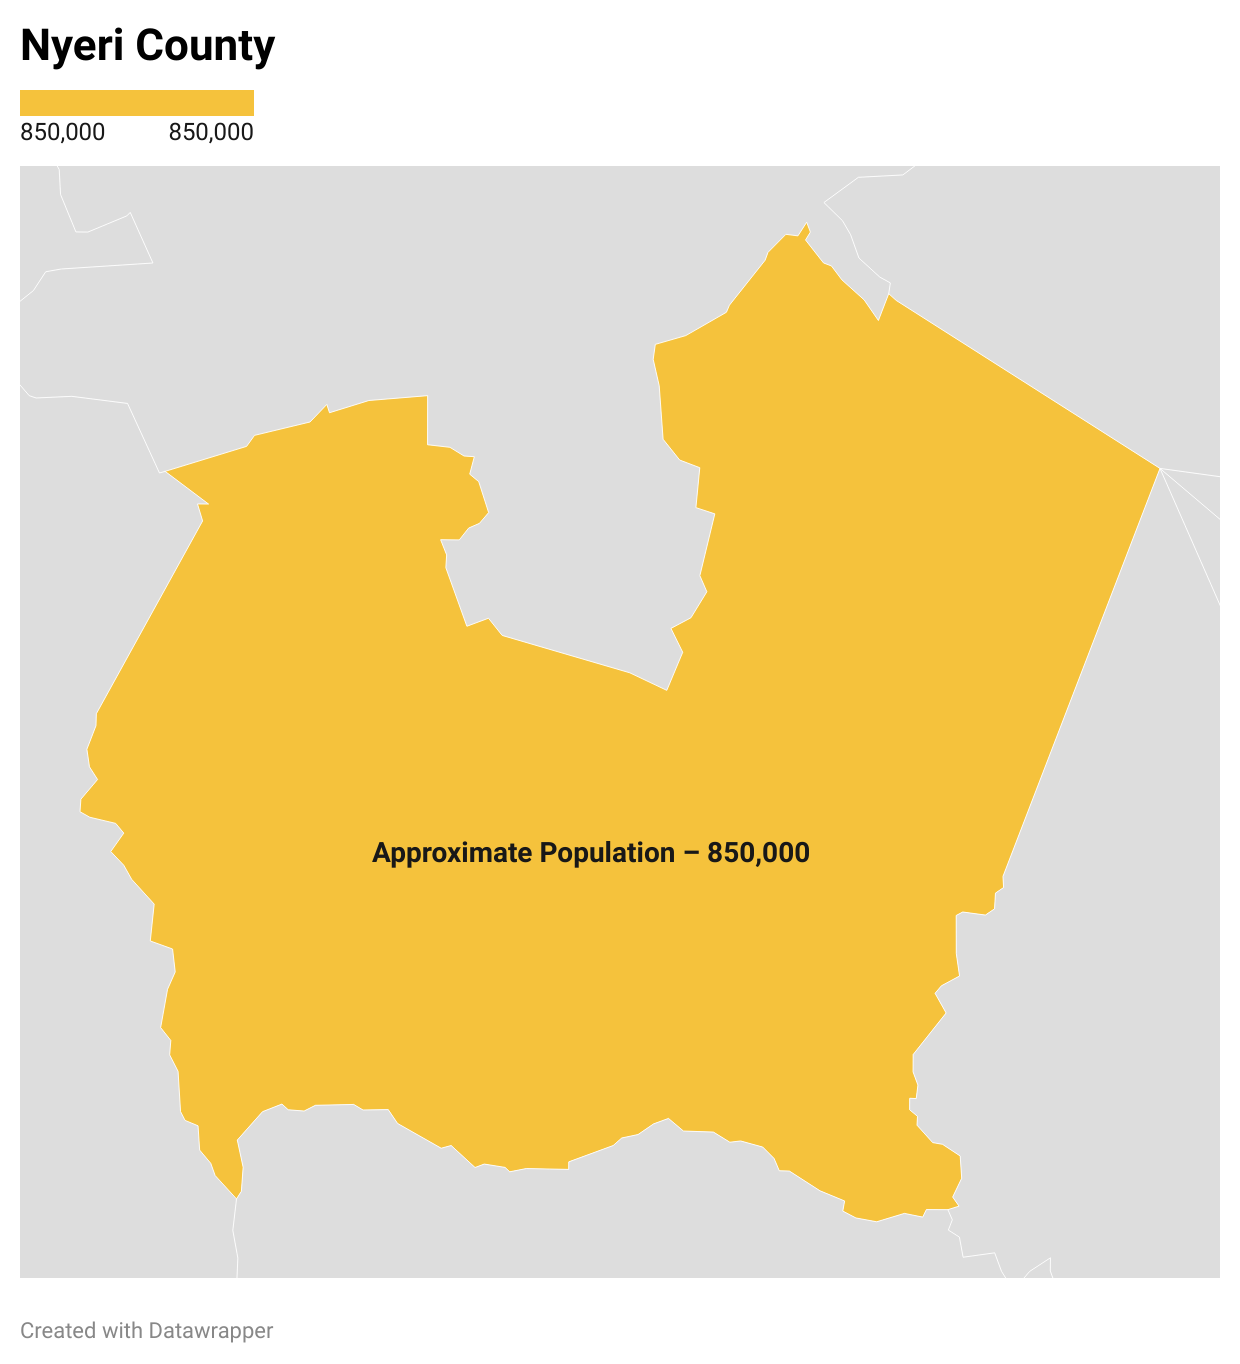 Nyeri County
850,000 850,000
Approximate Population – 850,000
Created with Datawrapper